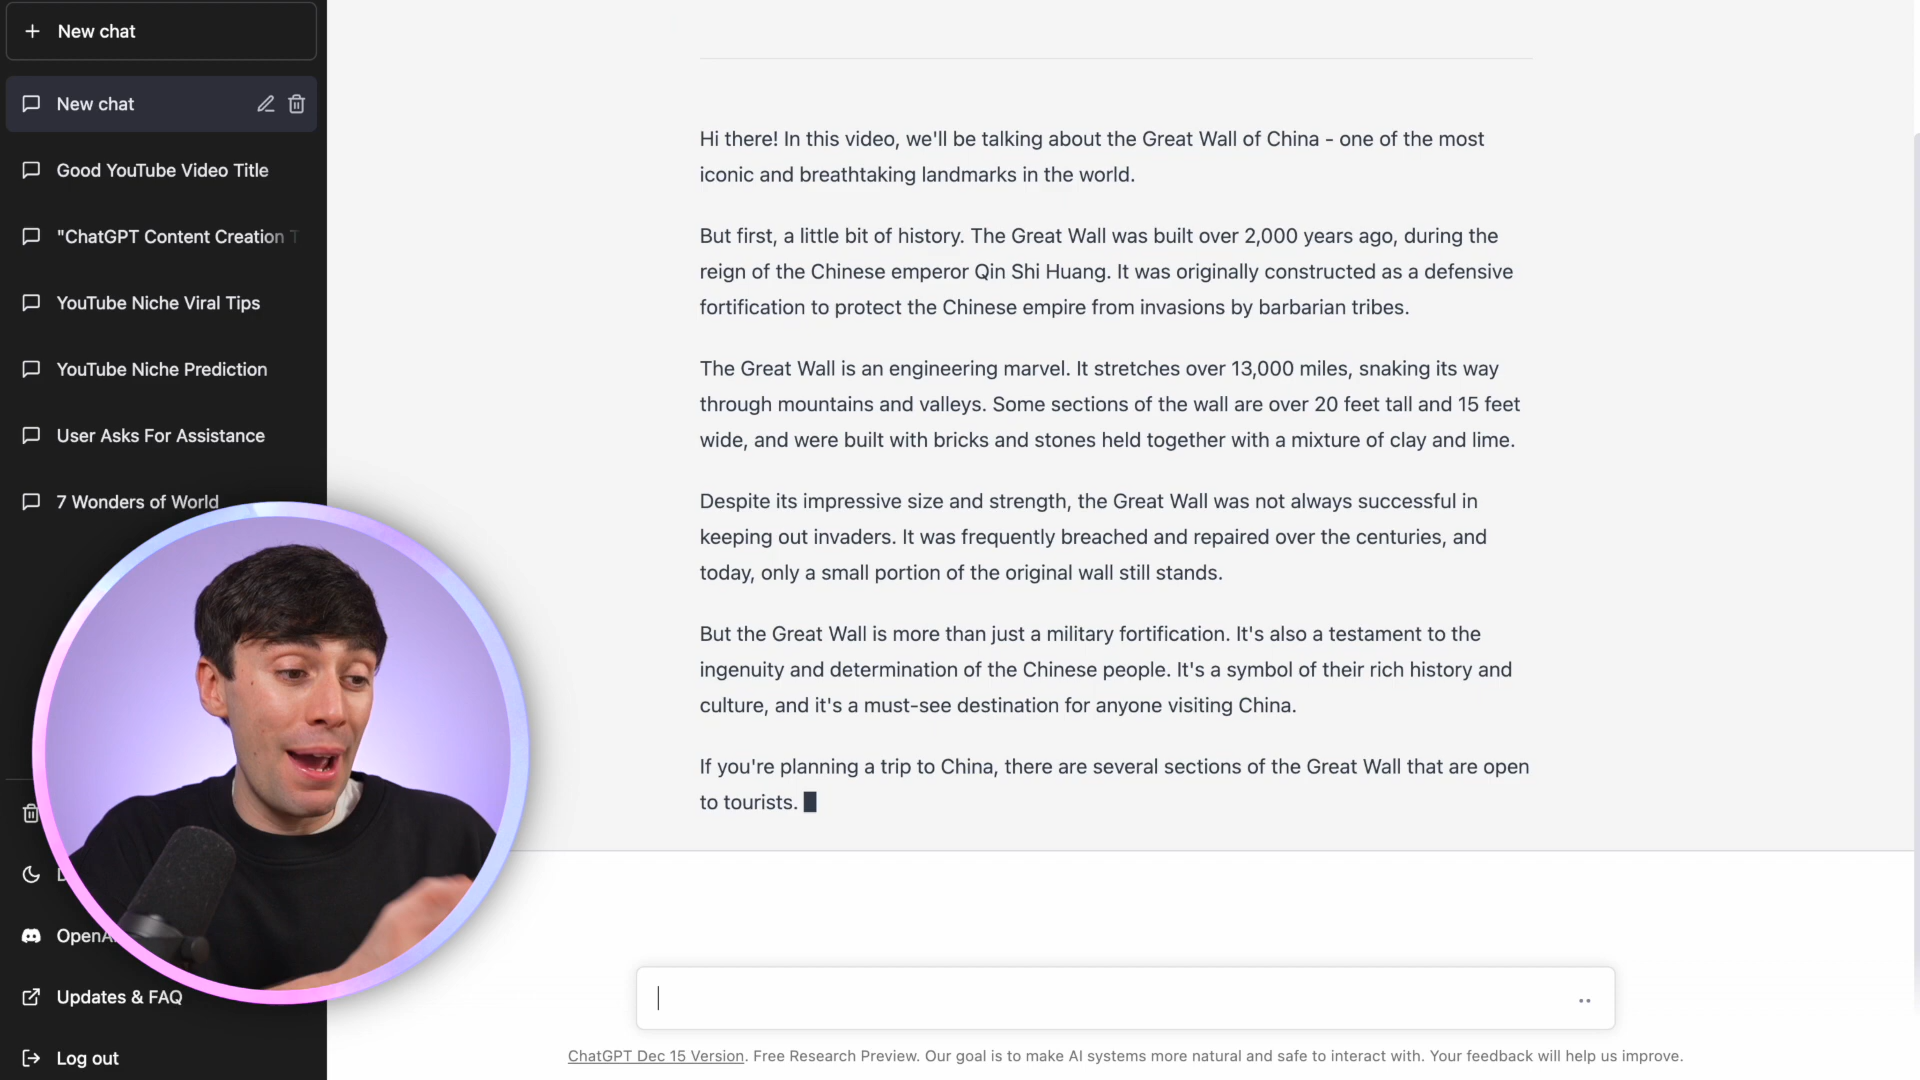 New chat
New chat
Good YouTube Video Title
"ChatGPT Content Creation T
YouTube Niche Viral Tips
YouTube Niche Prediction
User Asks For Assistance
7 Wonders of World
OpenA
Updates & FAQ
Log out
Hi there! In this video, we'll be talking about the Great Wall of China - one of the most
iconic and breathtaking landmarks in the world.
But first, a little bit of history. The Great Wall was built over 2,000 years ago, during the
reign of the Chinese emperor Qin Shi Huang. It was originally constructed as a defensive
fortification to protect the Chinese empire from invasions by barbarian tribes.
The Great Wall is an engineering marvel. It stretches over 13,000 miles, snaking its way
through mountains and valleys. Some sections of the wall are over 20 feet tall and 15 feet
wide, and were built with bricks and stones held together with a mixture of clay and lime.
Despite its impressive size and strength, the Great Wall was not always successful in
keeping out invaders. It was frequently breached and repaired over the centuries, and
today, only a small portion of the original wall still stands.
But the Great Wall is more than just a military fortification. It's also a testament to the
ingenuity and determination of the Chinese people. It's a symbol of their rich history and
culture, and it's a must-see destination for anyone visiting China.
If you're planning a trip to China, there are several sections of the Great Wall that are open
to tourists.
ChatGPT Dec 15 Version. Free Research Preview. Our goal is to make AI systems more natural and safe to interact with. Your feedback will help us improve.